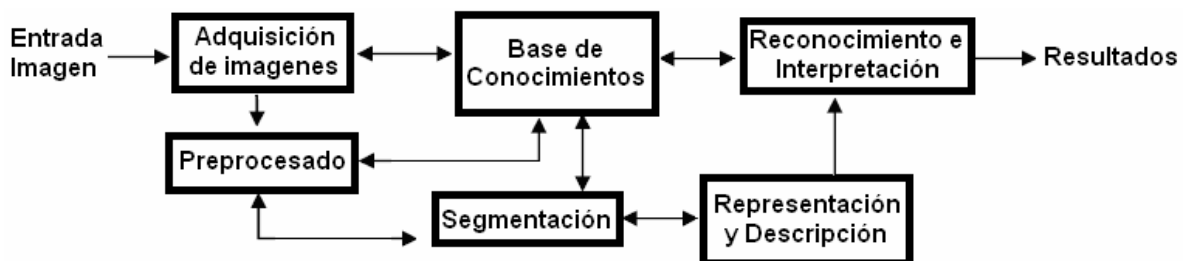 Entrada
Imagen
Adquisición
de imagenes
Base de
Conocimientos
Reconocimiento e
Interpretación
Resultados
Preprocesado
Segmentación
Representación
y Descripción